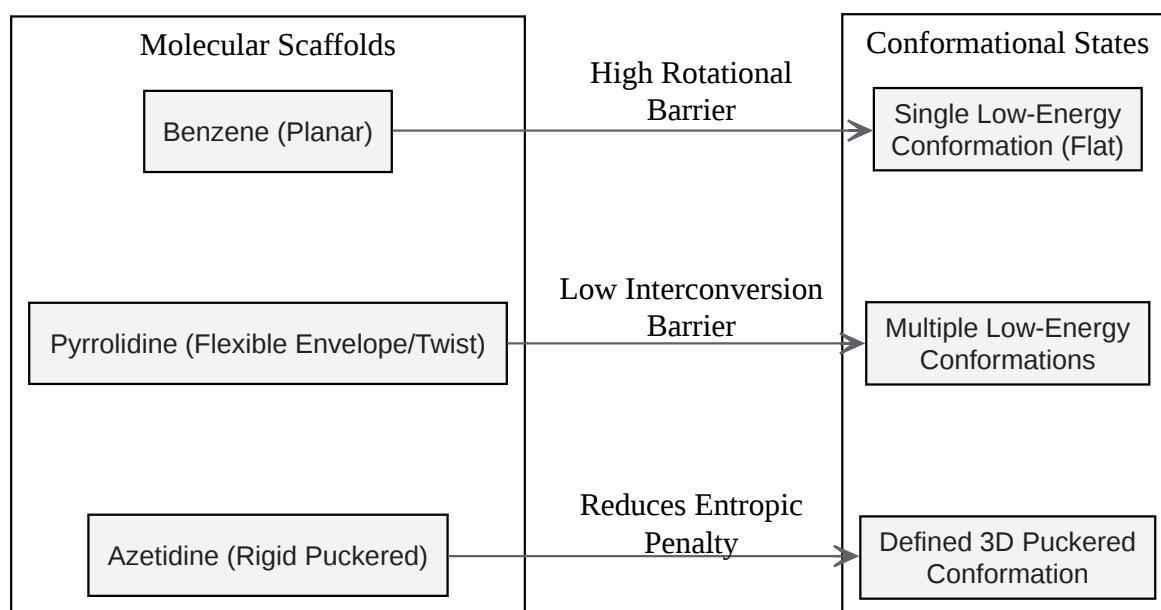 Molecular Scaffolds
Conformational States
High Rotational
Barrier
Benzene (Planar)
Single Low-Energy
Conformation (Flat)
Low Interconversion
Barrier
Pyrrolidine (Flexible Envelope/Twist)
Multiple Low-Energy
Conformations
Reduces Entropic
Penalty
Azetidine (Rigid Puckered)
Defined 3D Puckered
Conformation